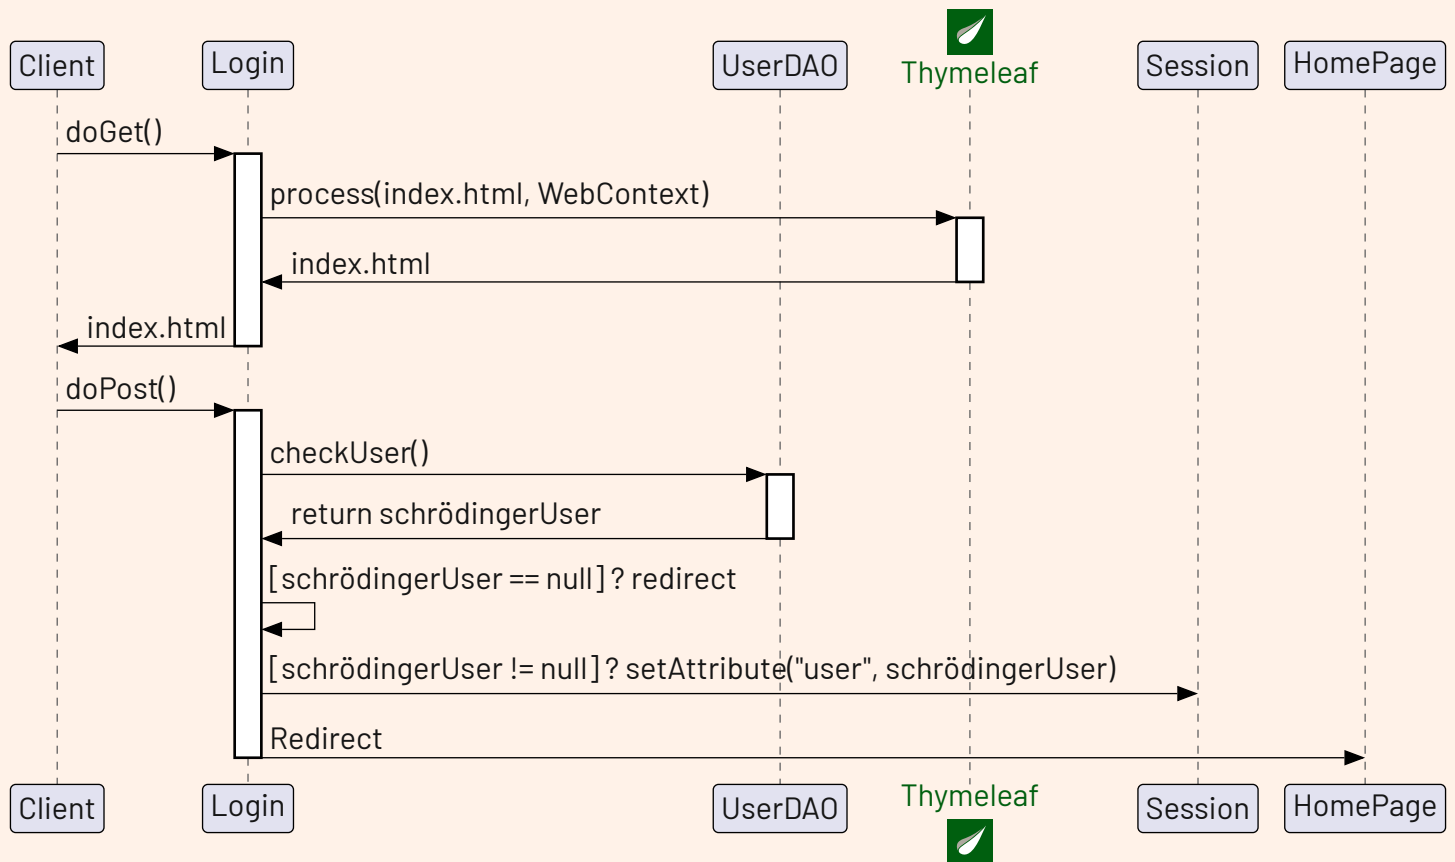 Client
Login
UserDAO
Thymeleaf
Session
HomePage
doGet()
process(index.html, WebContext)
index.html
index.html
doPost()
checkUser()
return schrödingerUser
[schrödingerUser == null] ? redirect
[schrödingerUser != null] ? setAttribute("user", schrödingerUser)
Redirect
Client
Login
UserDAO
Thymeleaf
Session
HomePage